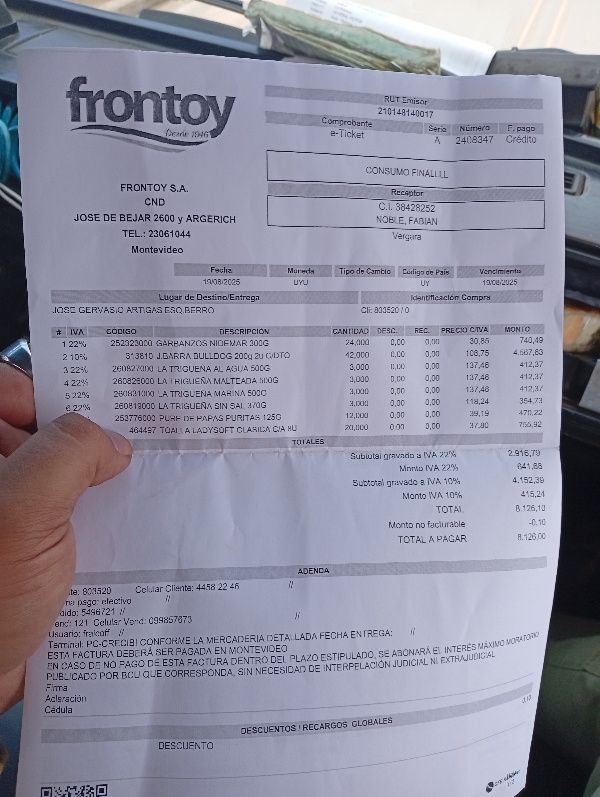 frontoy
Desde 1946
RUT Emisor
210148140017
Comprobante Serie Número F. pago
e-Ticket A 2408347 Crédito
CONSUMO FINAL
Receptor
C.I. 38428252
NOBLE, FABIAN
Vergara
FRONTOY S.A.
CND
JOSE DE BEJAR 2600 y ARGERICH
TEL.: 23061044
Montevideo
Fecha Moneda Tipo de Cambio Código de País Vencimiento
19/08/2025 UYU UY 19/08/2025
Lugar de Destino/Entrega Identificación Compra
JOSE GERVASIO ARTIGAS ESQ.BERRO Cli: 803520 / 0
# IVA CÓDIGO DESCRIPCIÓN CANTIDAD DESC. REC. PRECIO C/IVA MONTO
1 22% 252323000 GARBANZOS NIDEMAR 300G 24,000 0,00 0,00 30,85 740,49
2 10% 313810 J.BARRA BULLDOG 200g 2u C/DTO 42,000 0,00 0,00 108,75 4.567,63
3 22% 260827000 LA TRIGUEÑA AL AGUA 500G 3,000 0,00 0,00 137,46 412,37
4 22% 260826000 LA TRIGUEÑA MALTEADA 500G 3,000 0,00 0,00 137,46 412,37
5 22% 260831000 LA TRIGUEÑA MARINA 500G 3,000 0,00 0,00 137,46 412,37
6 22% 260819000 LA TRIGUEÑA SIN SAL 370G 3,000 0,00 0,00 118,24 354,73
253776000 PURE DE PAPAS PURITAS 125G 12,000 0,00 0,00 39,19 470,22
464497 TOALLA LADYSOFT CLASICA C/A 8U 20,000 0,00 0,00 37,80 755,92
TOTALES
Subtotal gravado a IVA 22% 2.916,79
Monto IVA 22% 641,68
Subtotal gravado a IVA 10% 4.152,39
Monto IVA 10% 415,24
TOTAL 8.126,10
Monto no facturable -0,10
TOTAL A PAGAR 8.126,00
ADENDA
803520 Celular Cliente: 4458 22 46 //
pago: efectivo //
5496721 //
121 Celular Vend: 099857673 //
Usuario: fralcoff //
Terminal: PC-CRECIBI CONFORME LA MERCADERIA DETALLADA FECHA ENTREGA: //
ESTA FACTURA DEBERÁ SER PAGADA EN MONTEVIDEO
EN CASO DE NO PAGO DE ESTA FACTURA DENTRO DEL PLAZO ESTIPULADO, SE ABONARÁ EL INTERÉS MÁXIMO MORATORIO
PUBLICADO POR BCU QUE CORRESPONDA, SIN NECESIDAD DE INTERPELACIÓN JUDICIAL NI EXTRAJUDICIAL
Firma
Aclaración
Cédula
DESCUENTOS / RECARGOS GLOBALES
DESCUENTO